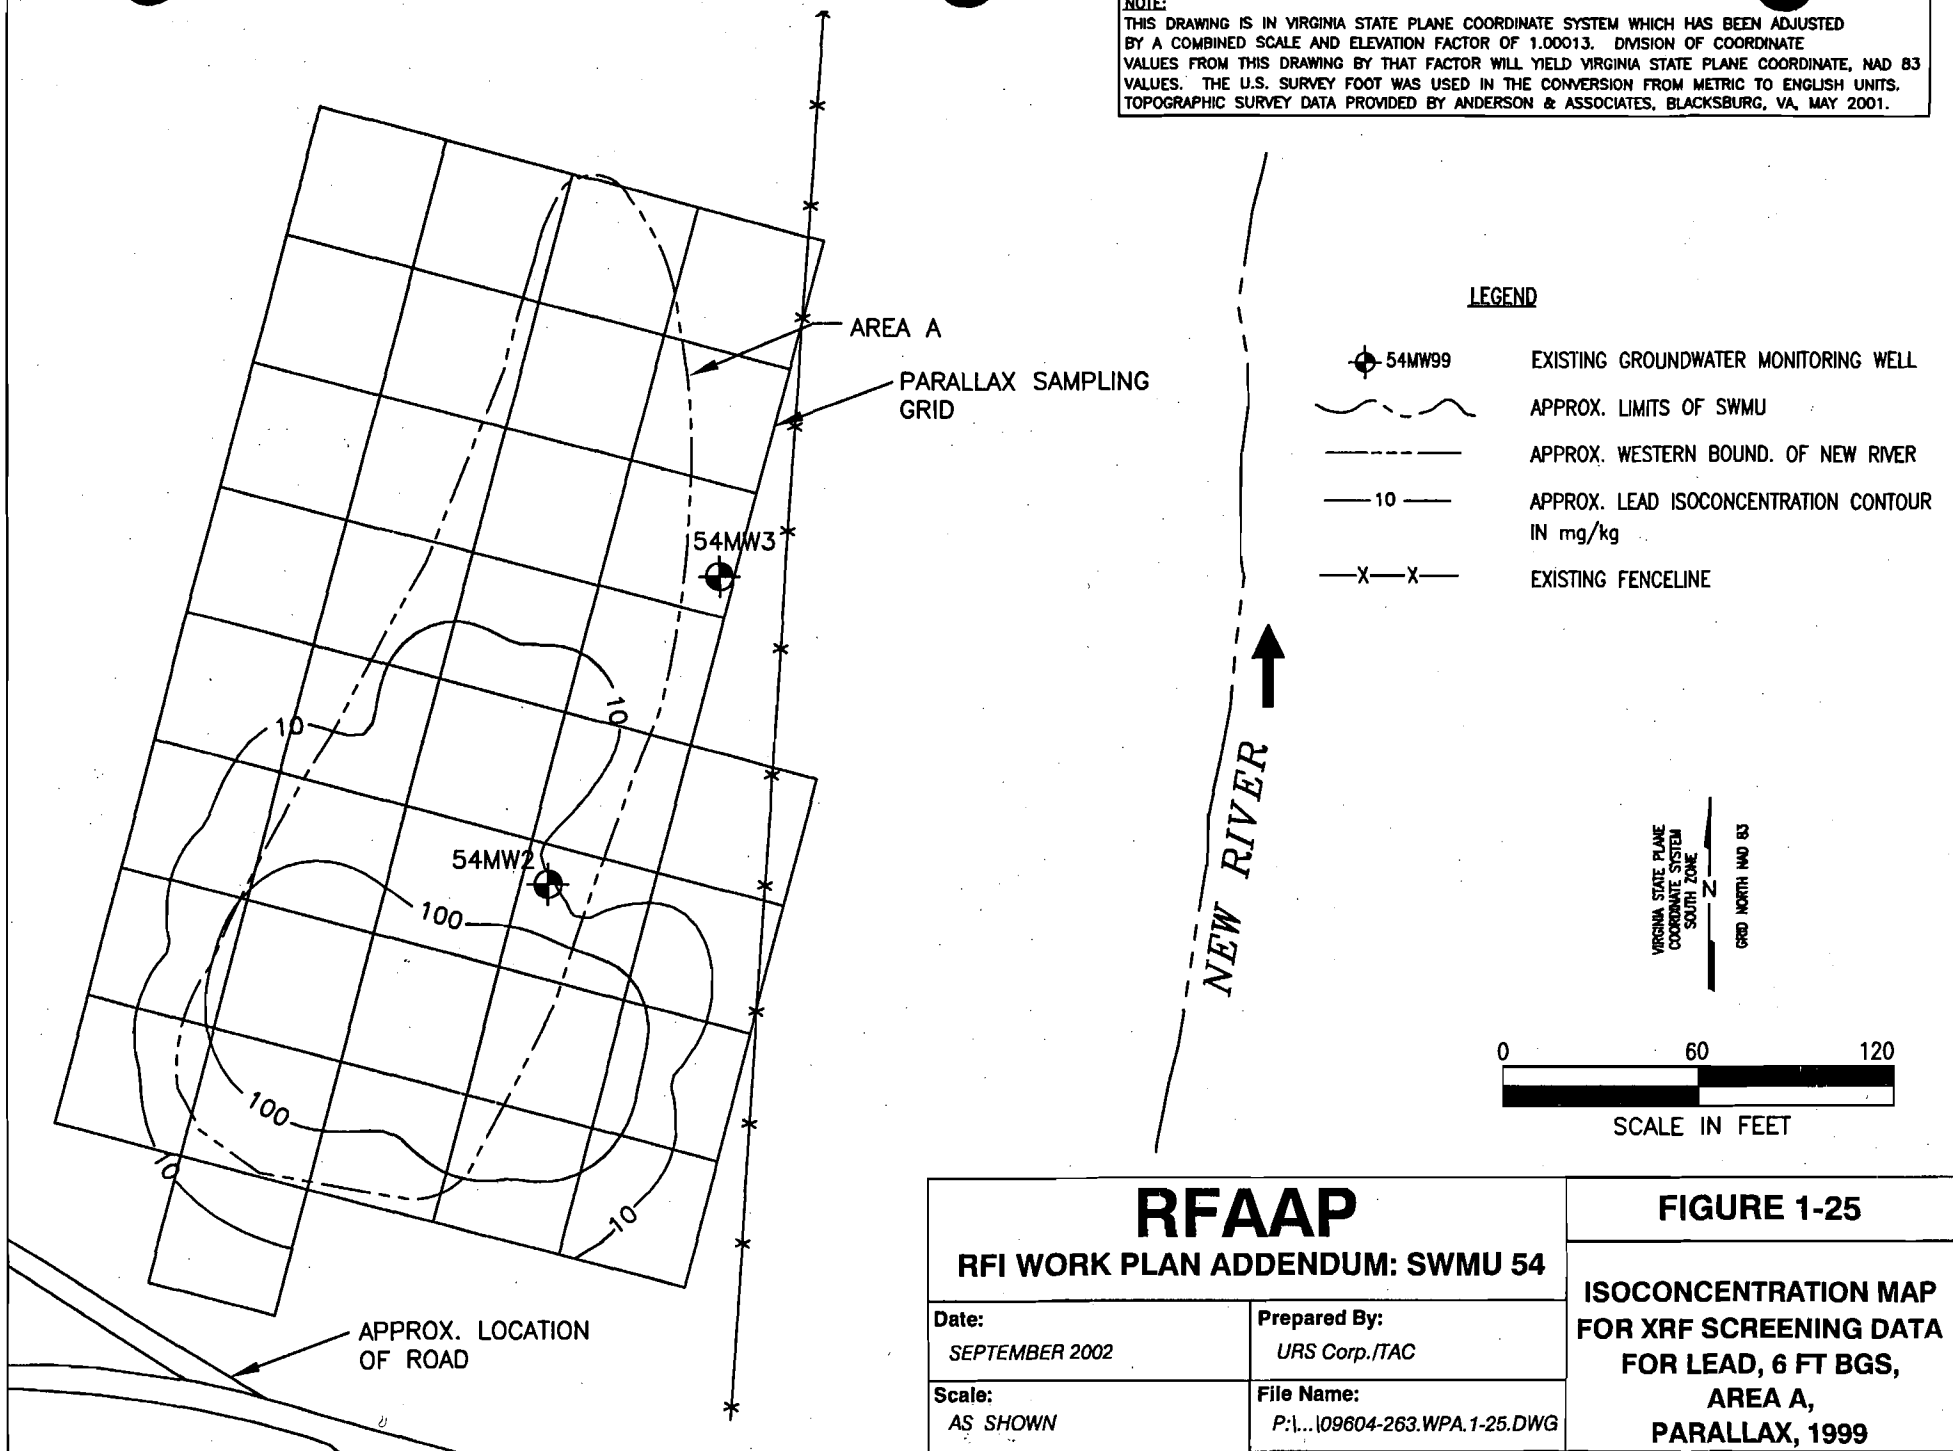 NOTE:
THIS DRAWING IS IN VIRGINIA STATE PLANE COORDINATE SYSTEM WHICH HAS BEEN ADJUSTED
BY A COMBINED SCALE AND ELEVATION FACTOR OF 1.00013. DIVISION OF COORDINATE
VALUES FROM THIS DRAWING BY THAT FACTOR WILL YIELD VIRGINIA STATE PLANE COORDINATE, NAD 83
VALUES. THE U.S. SURVEY FOOT WAS USED IN THE CONVERSION FROM METRIC TO ENGLISH UNITS.
TOPOGRAPHIC SURVEY DATA PROVIDED BY ANDERSON & ASSOCIATES, BLACKSBURG, VA, MAY 2001.
AREA A
PARALLAX SAMPLING
GRID
54MW3
10
10
54MW2
100
100
10
10
APPROX. LOCATION
OF ROAD
NEW RIVER
LEGEND
54MW99 EXISTING GROUNDWATER MONITORING WELL
APPROX. LIMITS OF SWMU
APPROX. WESTERN BOUND. OF NEW RIVER
10 APPROX. LEAD ISOCONCENTRATION CONTOUR
IN mg/kg
X X EXISTING FENCELINE
VIRGINIA STATE PLANE
COORDINATE SYSTEM
SOUTH ZONE
N
GRID NORTH NAD 83
0 60 120
SCALE IN FEET
RFAAP
RFI WORK PLAN ADDENDUM: SWMU 54
Date:
SEPTEMBER 2002
Prepared By:
URS Corp./TAC
Scale:
AS SHOWN
File Name:
P:\...\09604-263.WPA.1-25.DWG
FIGURE 1-25
ISOCONCENTRATION MAP
FOR XRF SCREENING DATA
FOR LEAD, 6 FT BGS,
AREA A,
PARALLAX, 1999